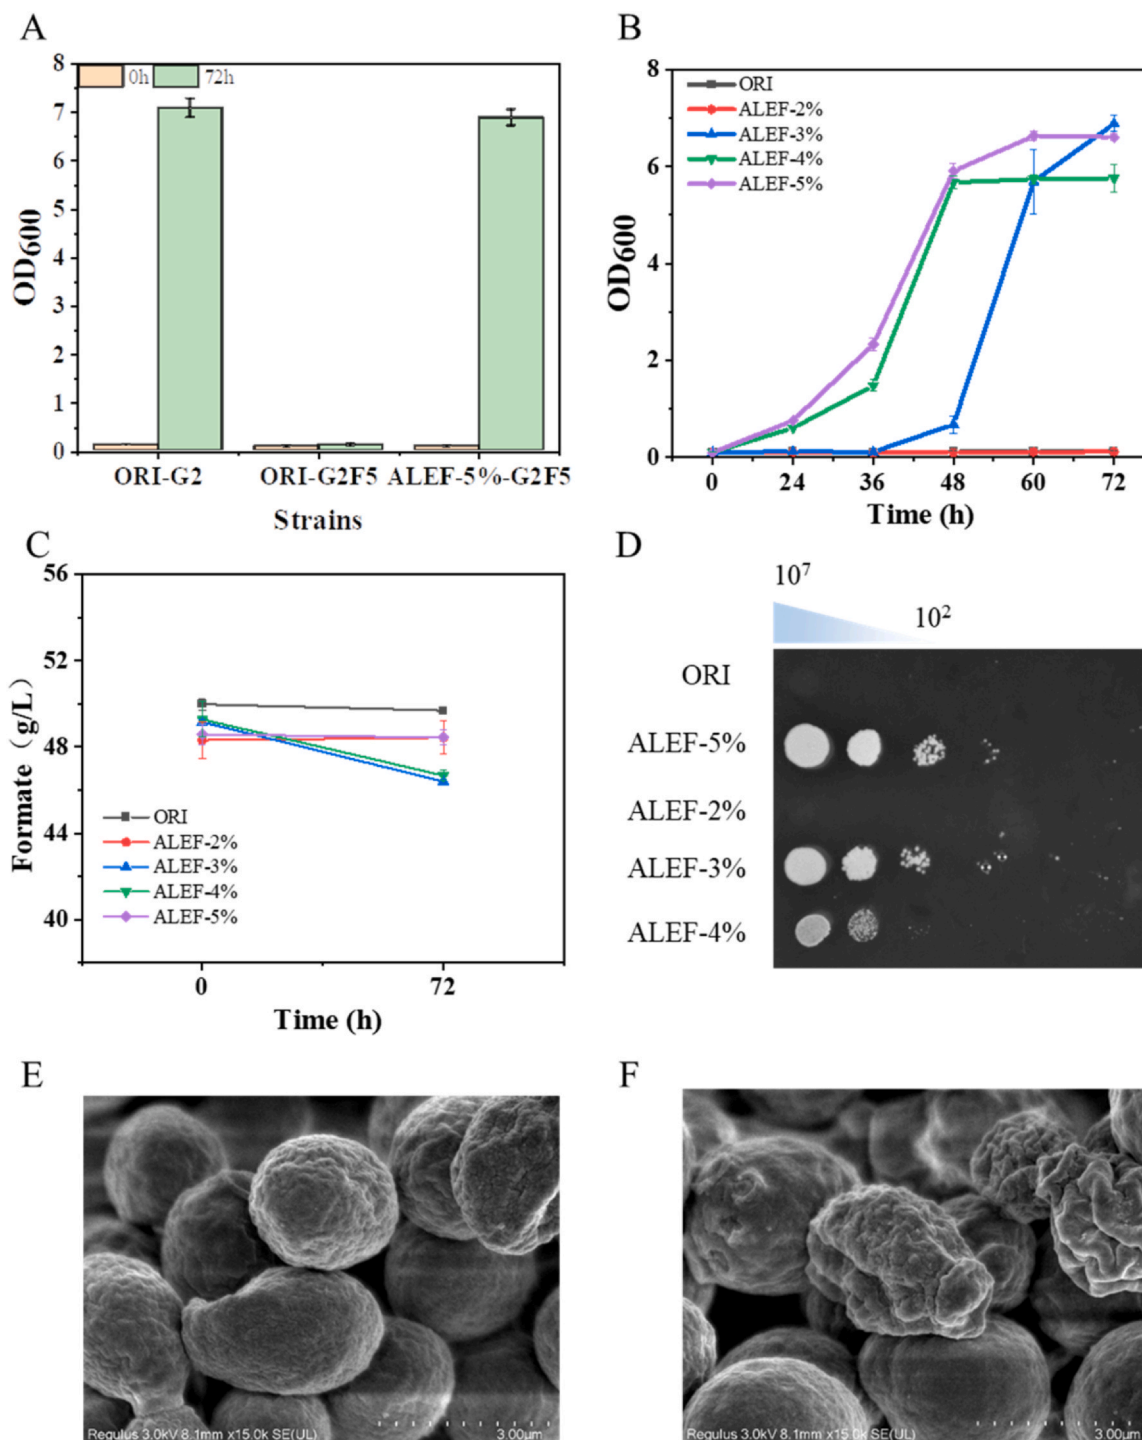 A
8
7
6
5
4
3
2
1
0
OD600
0h 72h
ORI-G2 ORI-G2F5 ALEF-5%-G2F5
Strains
B
8
6
4
2
0
OD600
ORI
ALEF-2%
ALEF-3%
ALEF-4%
ALEF-5%
0 24 36 48 60 72
Time (h)
C
56
52
48
44
40
Formate（g/L）
ORI
ALEF-2%
ALEF-3%
ALEF-4%
ALEF-5%
0 72
Time (h)
D
10⁷
10²
ORI
ALEF-5%
ALEF-2%
ALEF-3%
ALEF-4%
E
Regulus 3.0kV 8.1mm x15.0k SE(UL) 3.00μm
F
Regulus 3.0kV 8.1mm x15.0k SE(UL) 3.00μm